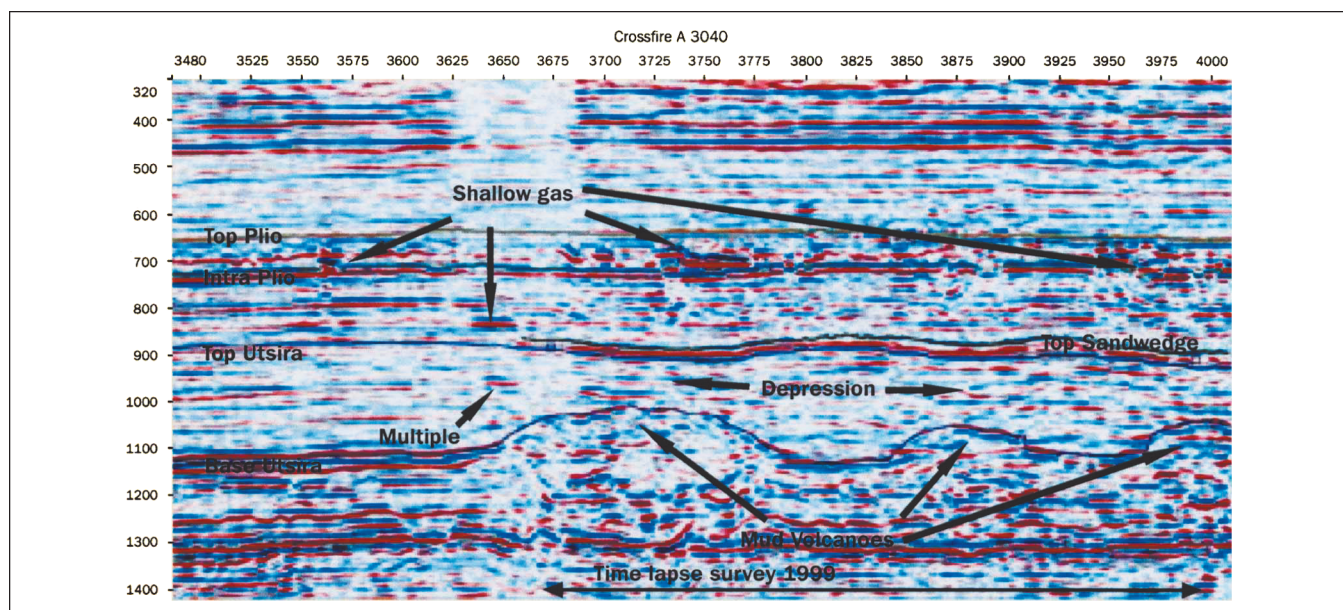 Crossfire A 3040
3480 3525 3550 3575 3600 3625 3650 3675 3700 3725 3750 3775 3800 3825 3850 3875 3900 3925 3950 3975 4000
320
400
500
Shallow gas
600
Top Plio
700
Intra Plio
800
Top Utsira
Top Sandwedge
900
Depression
1000
Multiple
1100
Base Utsira
1200
Mud Volcanoes
1300
Time lapse survey 1999
1400